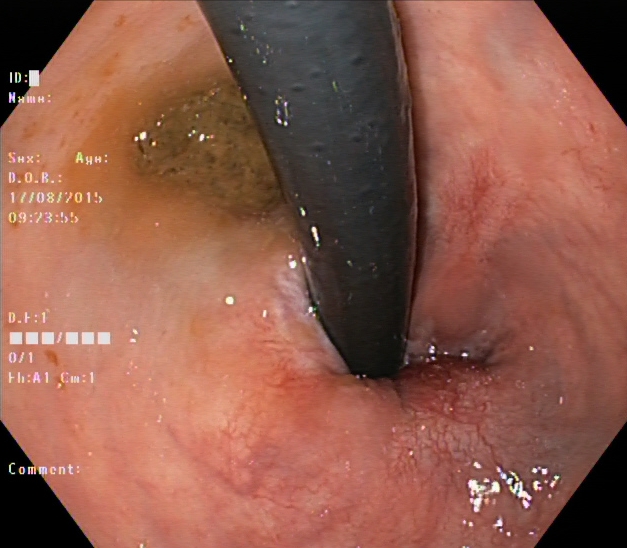 ID:
Name:
Sex: Age:
D.O.B.:
17/08/2015
09:23:55
D.F:1
■■■/■■■
0/1
Eh:A1 Cm:1
Comment: